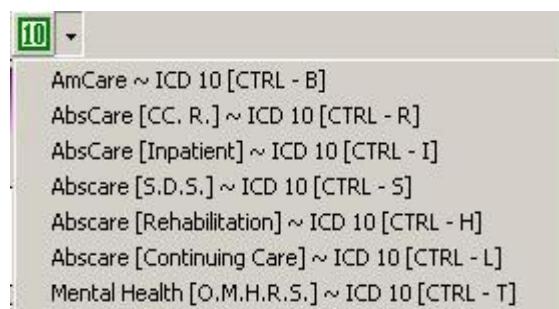 10
AmCare ~ ICD 10 [CTRL - B]
AbsCare [CC. R.] ~ ICD 10 [CTRL - R]
AbsCare [Inpatient] ~ ICD 10 [CTRL - I]
Abscare [S.D.S.] ~ ICD 10 [CTRL - S]
Abscare [Rehabilitation] ~ ICD 10 [CTRL - H]
Abscare [Continuing Care] ~ ICD 10 [CTRL - L]
Mental Health [O.M.H.R.S.] ~ ICD 10 [CTRL - T]